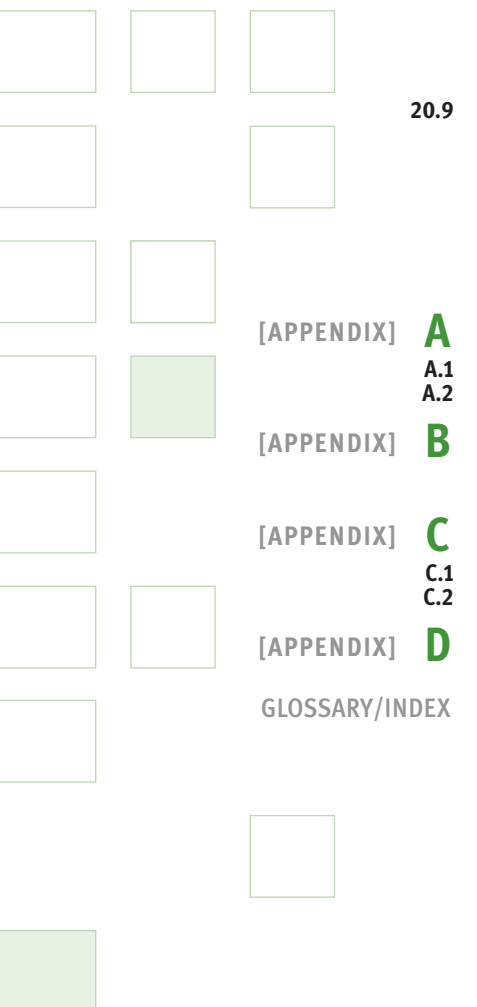 20.9
[APPENDIX] A
A.1
A.2
[APPENDIX] B
[APPENDIX] C
C.1
C.2
[APPENDIX] D
GLOSSARY/INDEX